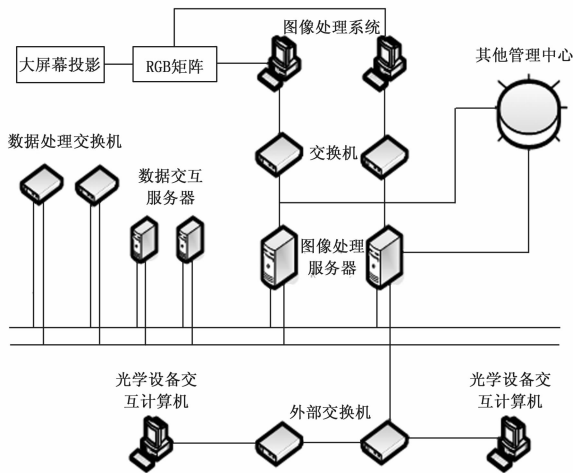 图像处理系统
大屏幕投影
RGB矩阵
其他管理中心
数据处理交换机
交换机
数据交互
服务器
图像处理
服务器
光学设备交
互计算机
外部交换机
光学设备交
互计算机